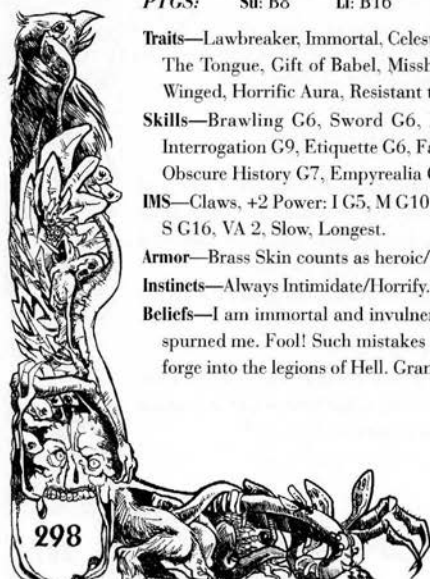 PTGS: Su: B8 Li: B16
Traits—Lawbreaker, Immortal, Celest
The Tongue, Gift of Babel, Missh
Winged, Horrific Aura, Resistant t
Skills—Brawling G6, Sword G6,
Interrogation G9, Etiquette G6, Fa
Obscure History G7, Empyrealia
IMS—Claws, +2 Power: I G5, M G10
S G16, VA 2, Slow, Longest.
Armor—Brass Skin counts as heroic/
Instincts—Always Intimidate/Horrify.
Beliefs—I am immortal and invulner
spurned me. Fool! Such mistakes
forge into the legions of Hell. Gran
298